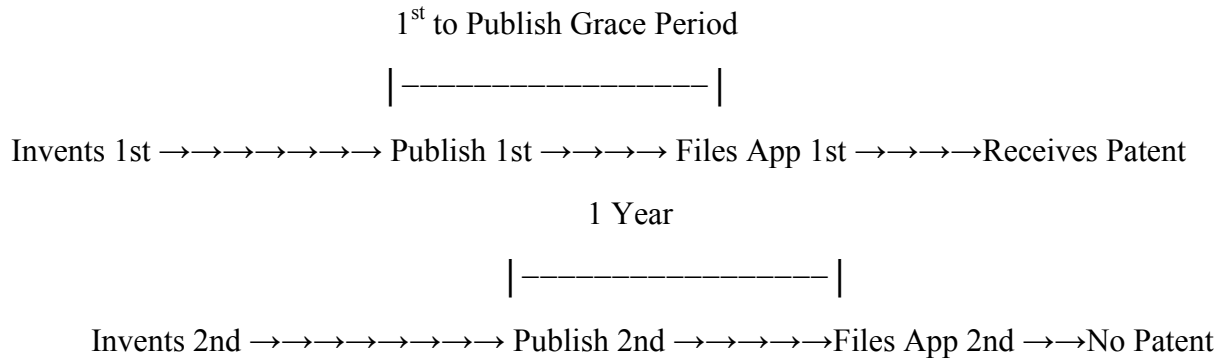 1st to Publish Grace Period
|–––––––––––––––––|
Invents 1st →→→→→→→ Publish 1st →→→→ Files App 1st →→→→Receives Patent
1 Year
|–––––––––––––––––|
Invents 2nd →→→→→→→→ Publish 2nd →→→→→Files App 2nd →→No Patent